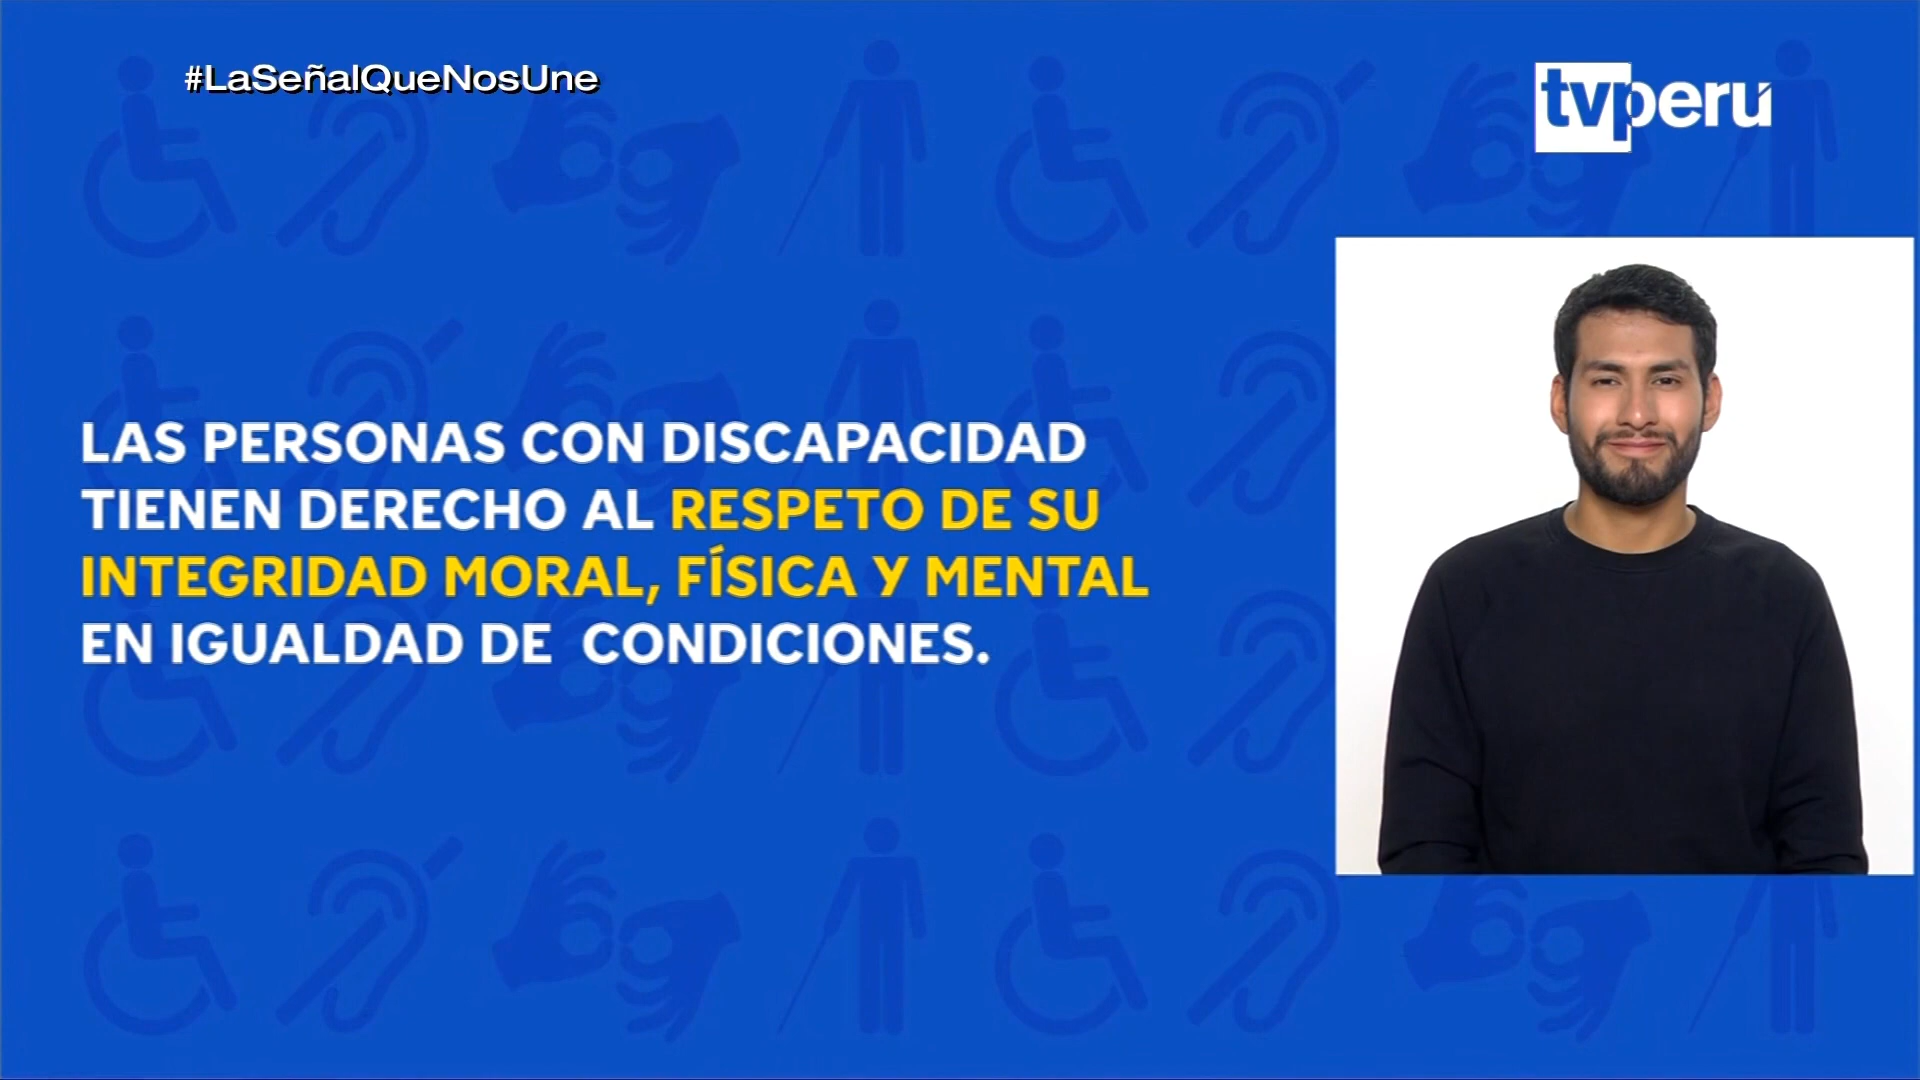 #LaSeñalQueNosUne
tvperú
LAS PERSONAS CON DISCAPACIDAD
TIENEN DERECHO AL RESPETO DE SU
INTEGRIDAD MORAL, FÍSICA Y MENTAL
EN IGUALDAD DE CONDICIONES.